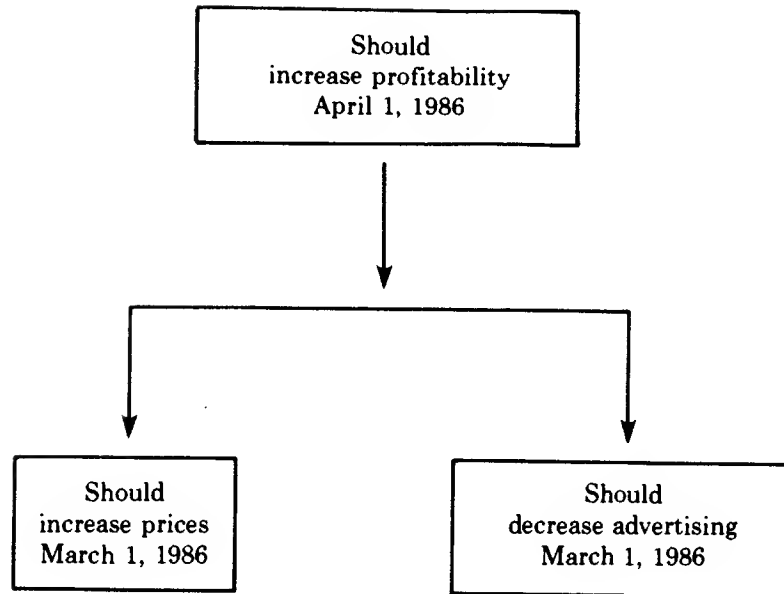 Should
increase profitability
April 1, 1986
Should
increase prices
March 1, 1986
Should
decrease advertising
March 1, 1986